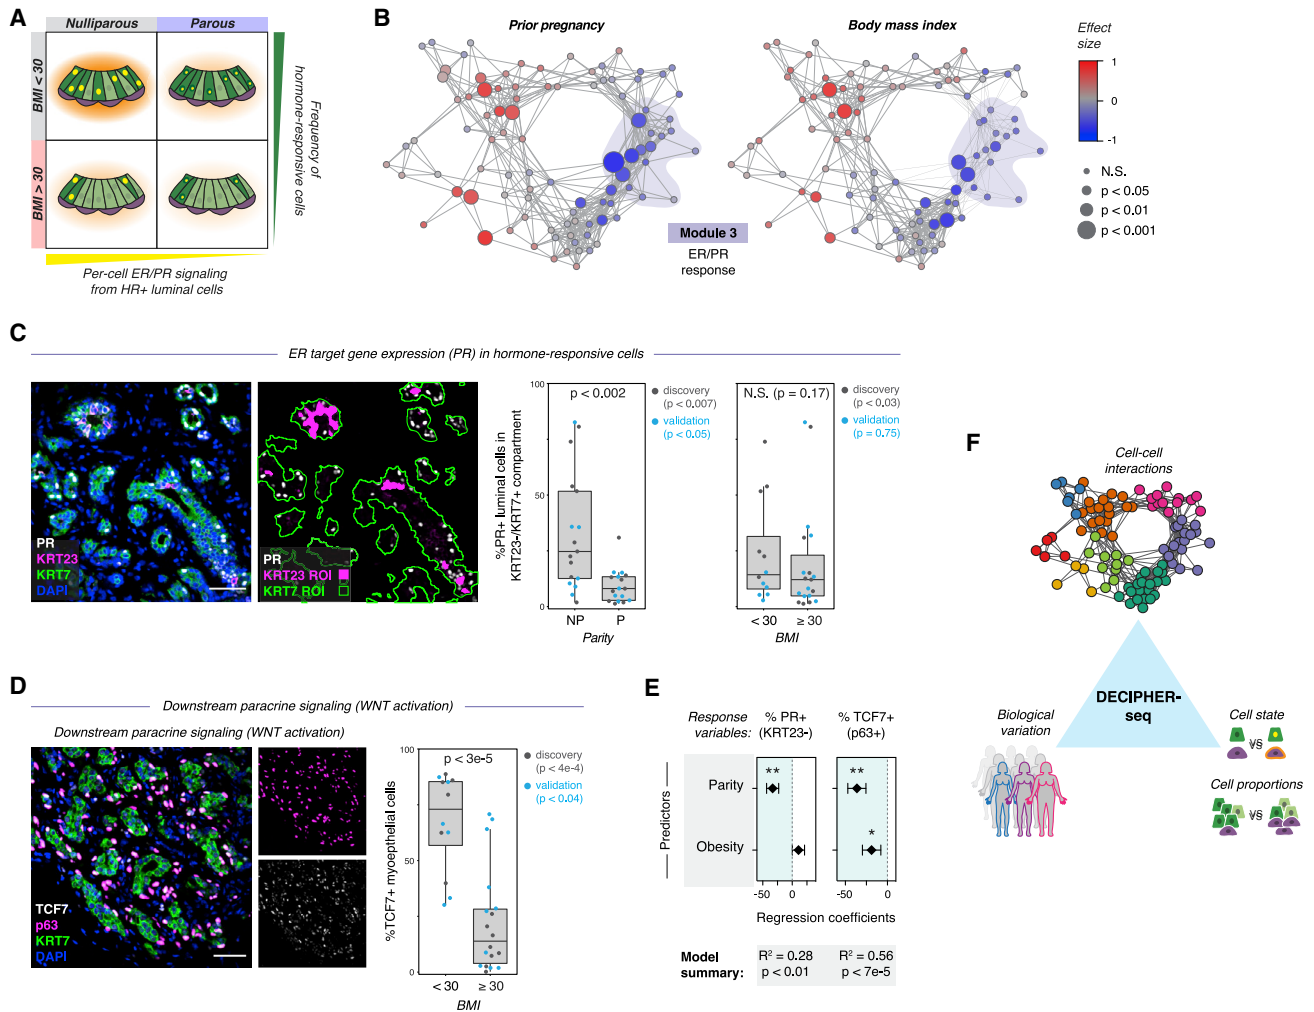 A
Nulliparous
Parous
BMI < 30
BMI > 30
Frequency of
hormone-responsive cells
Per-cell ER/PR signaling
from HR+ luminal cells
B
Prior pregnancy
Body mass index
Effect
size
1
0
-1
N.S.
p < 0.05
p < 0.01
p < 0.001
Module 3
ER/PR
response
C
ER target gene expression (PR) in hormone-responsive cells
PR
KRT23
KRT7
DAPI
PR
KRT23 ROI
KRT7 ROI
%PR+ luminal cells in
KRT23-/KRT7+ compartment
100
50
0
p < 0.002
NP
P
Parity
discovery
(p < 0.007)
validation
(p < 0.05)
100
50
0
N.S. (p = 0.17)
< 30
≥ 30
BMI
discovery
(p < 0.03)
validation
(p = 0.75)
D
Downstream paracrine signaling (WNT activation)
Downstream paracrine signaling (WNT activation)
TCF7
p63
KRT7
DAPI
%TCF7+ myoepithelial cells
100
50
0
p < 3e-5
< 30
≥ 30
BMI
discovery
(p < 4e-4)
validation
(p < 0.04)
E
Response
variables:
% PR+
(KRT23-)
% TCF7+
(p63+)
Predictors
Parity
Obesity
**
**
*
-50
0
-50
0
Regression coefficients
Model
summary:
R² = 0.28
p < 0.01
R² = 0.56
p < 7e-5
F
Cell-cell
interactions
DECIPHER-
seq
Biological
variation
Cell state
vs
Cell proportions
vs